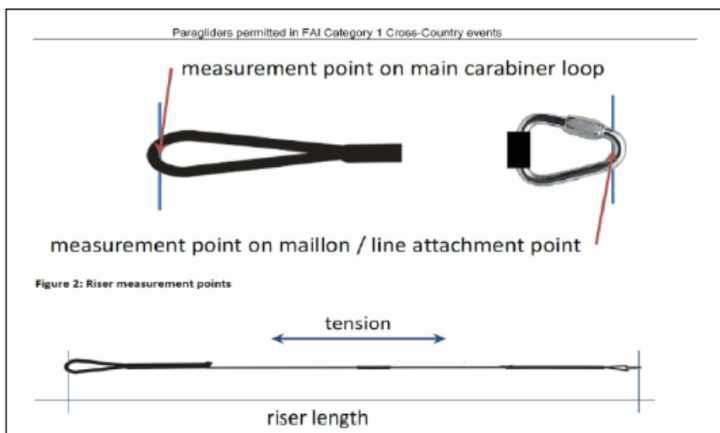 Paragliders permitted in FAI Category 1 Cross-Country events
measurement point on main carabiner loop
measurement point on maillon / line attachment point
Figure 2: Riser measurement points
tension
riser length